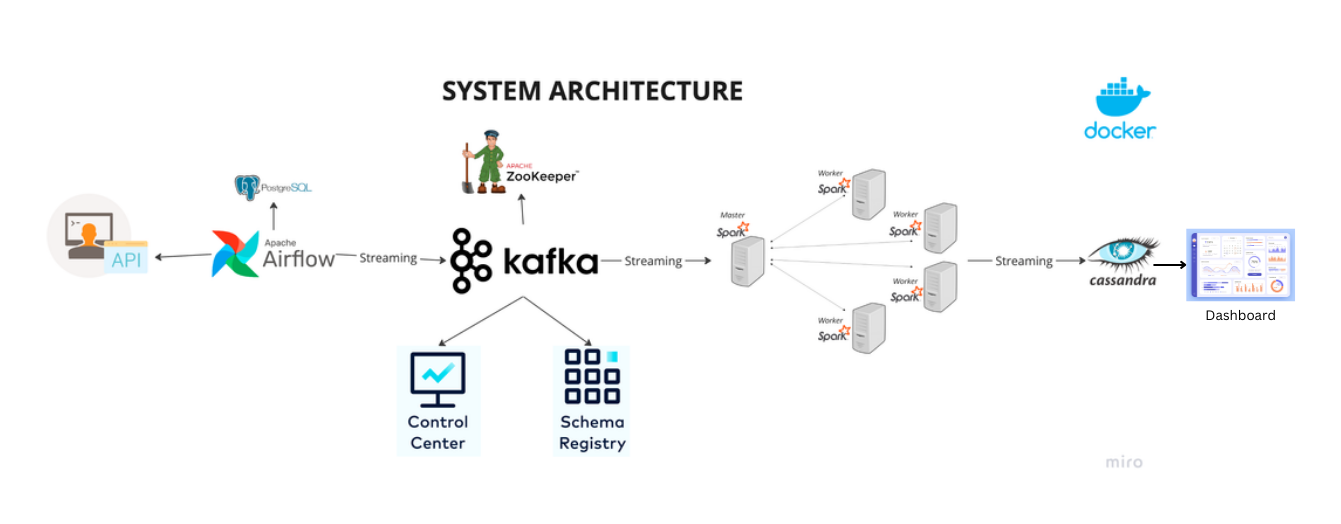 SYSTEM ARCHITECTURE
docker
APACHE
ZooKeeper™
PostgreSQL
API
Apache
Airflow
Streaming
kafka
Streaming
Master
Spark
Worker
Spark
Worker
Spark
Worker
Spark
Worker
Spark
Streaming
cassandra
Dashboard
Control
Center
Schema
Registry
miro